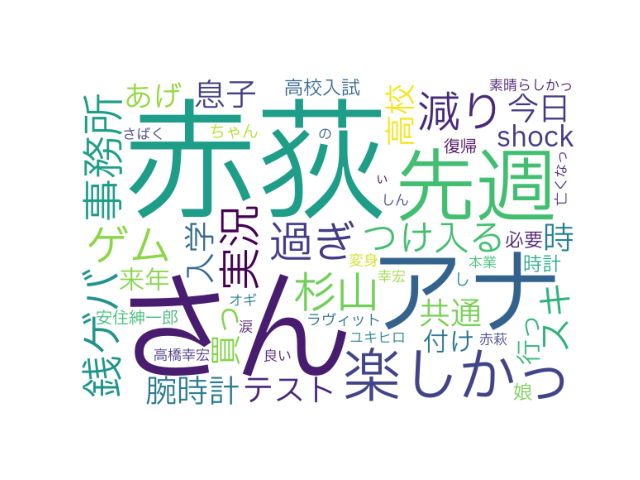 赤荻
さん
アナ
先週
楽しかっ
事務所
銭ゲバ
ゲム
実況
過ぎ
杉山
つけ入る
スキ
減り
今日
shock
高校
高校入試
息子
あげ
さばく
ちゃん
の
素晴らしかっ
復帰
い
しん
亡くなっ
入学
来年
変身
幸宏
必要
時
時計
本業
し
共通
オギ
買っ
安住紳一郎
涙
ラヴィット
ユキヒロ
赤萩
付け
行っ
高橋幸宏
良い
腕時計
テスト
娘